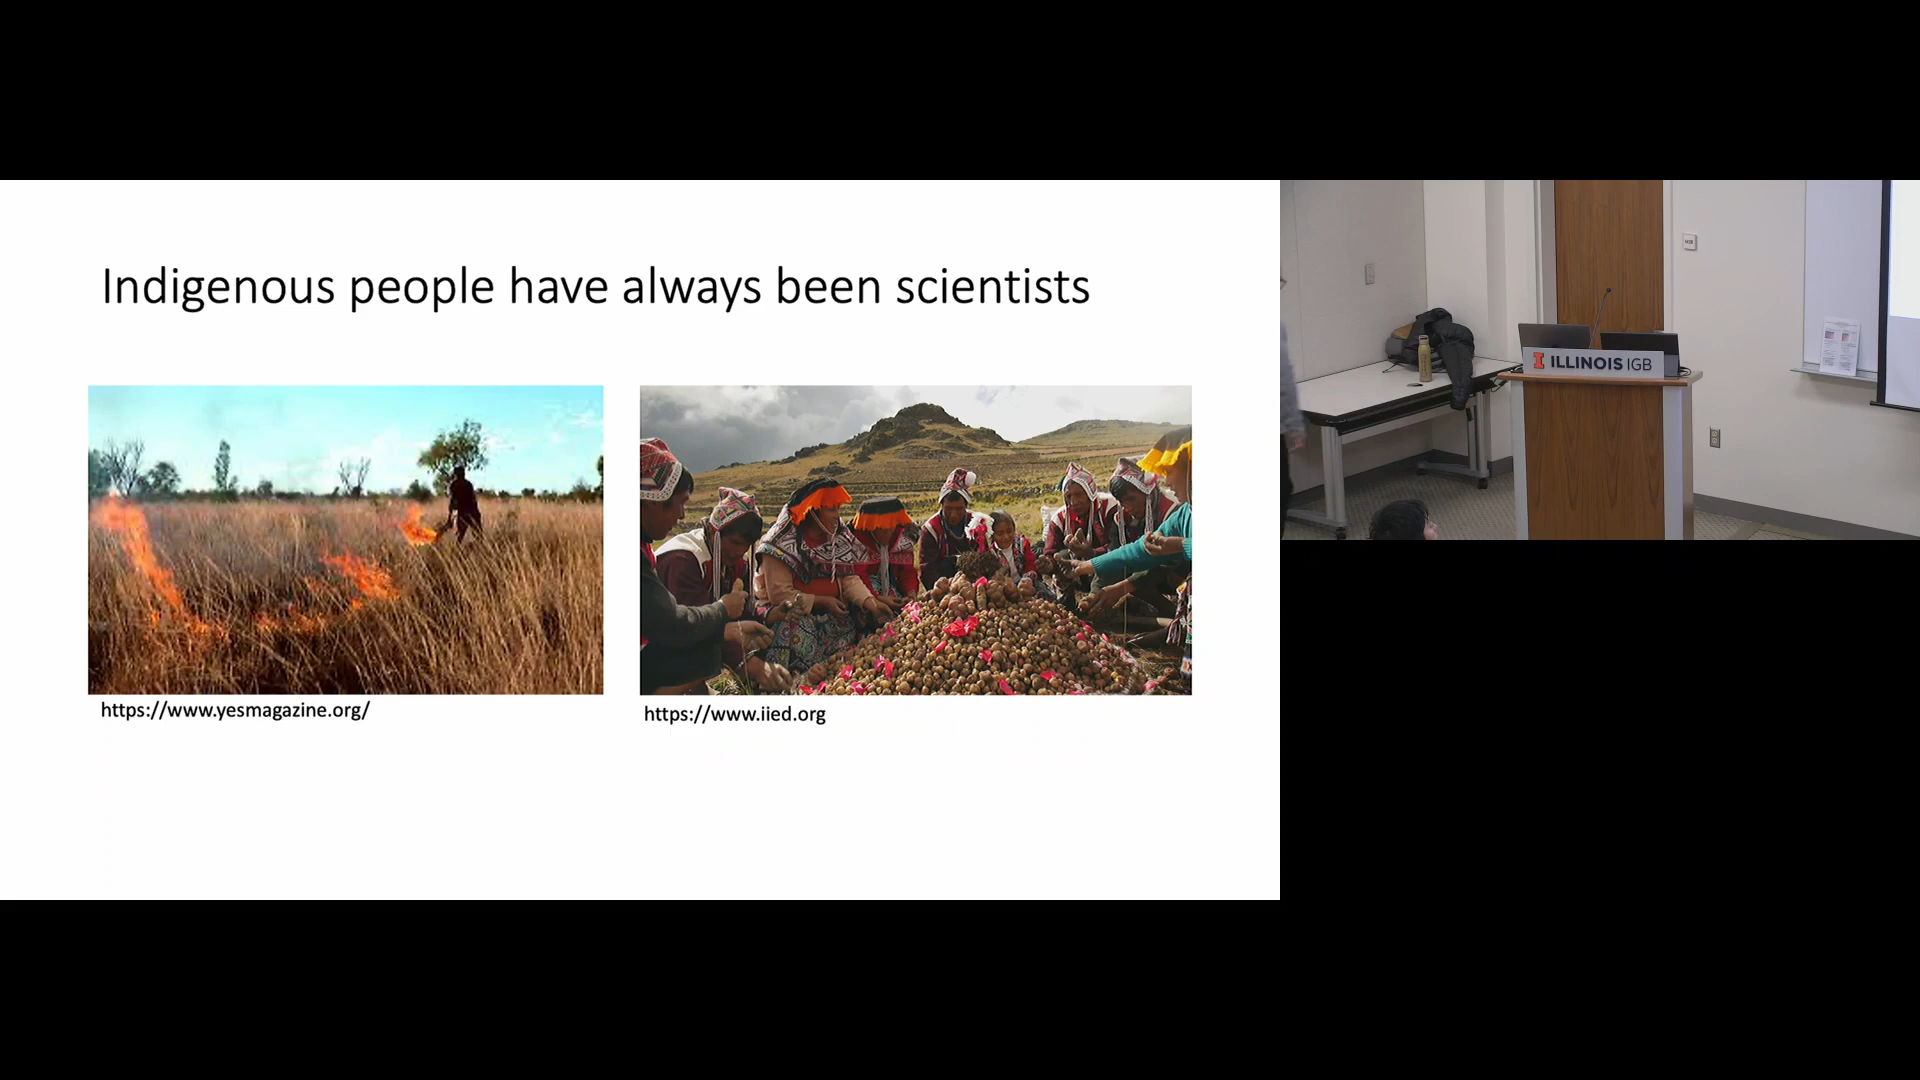 Indigenous people have always been scientists
https://www.yesmagazine.org/
https://www.iied.org
I ILLINOIS IGB